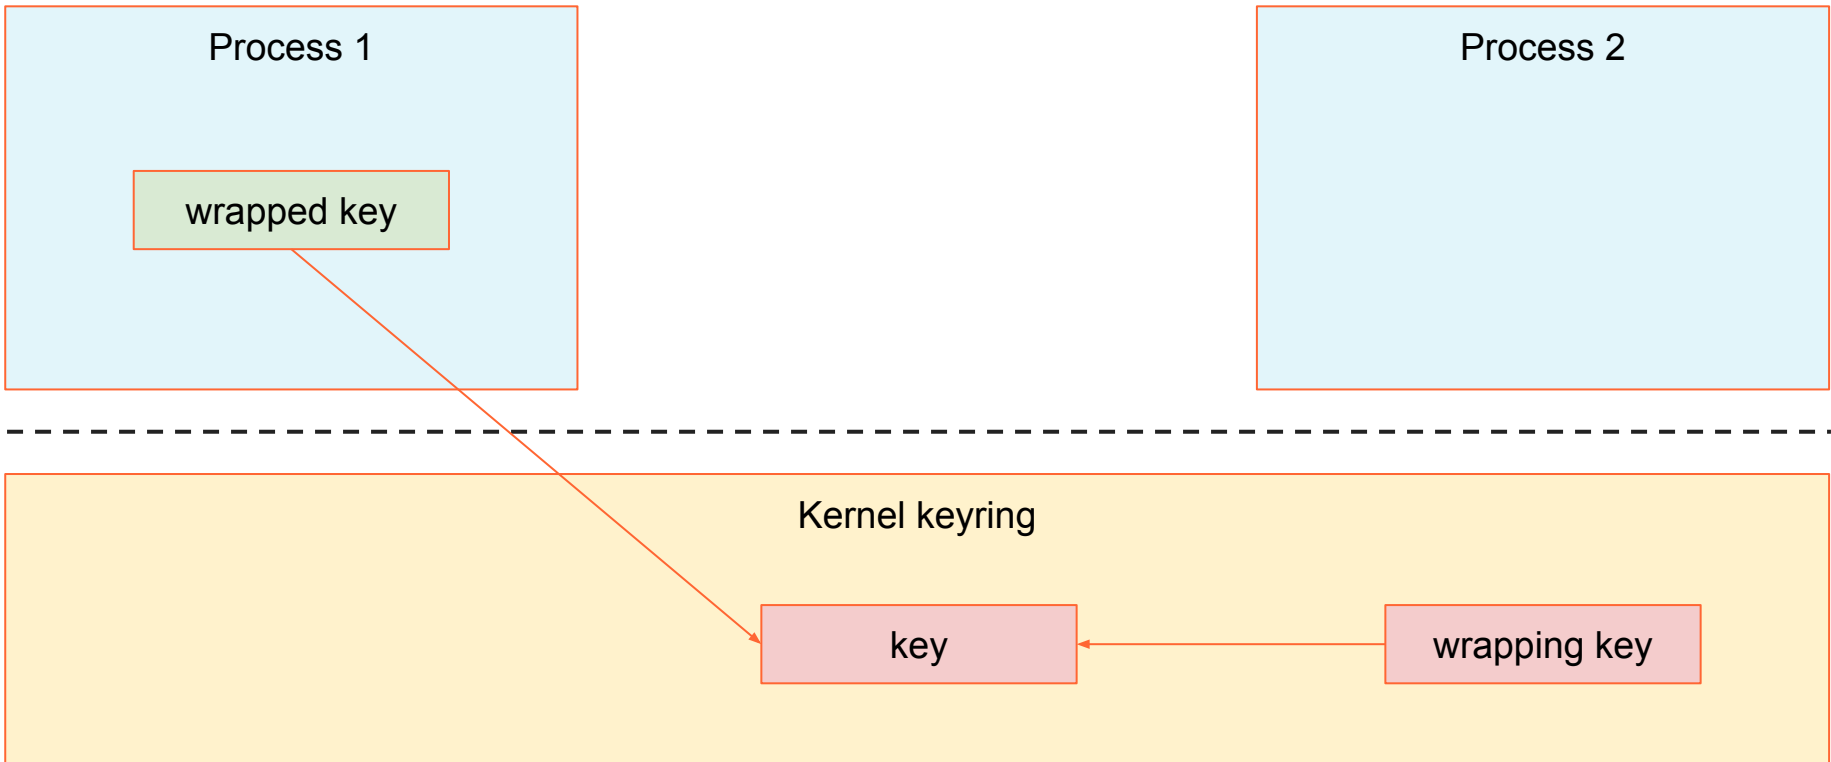 Process 1
Process 2
wrapped key
Kernel keyring
key
wrapping key